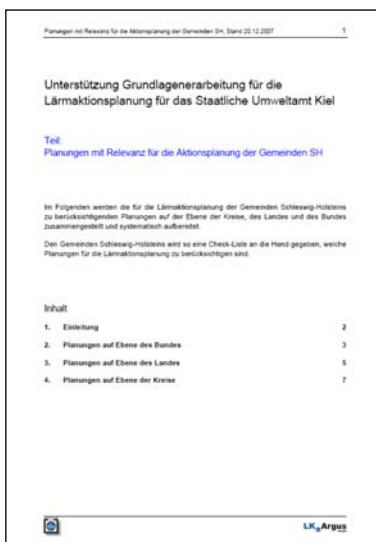 Planungen mit Relevanz für die Aktionsplanung der Gemeinden SH, Stand 20.12.2007 1
Unterstützung Grundlagenerarbeitung für die
Lärmaktionsplanung für das Staatliche Umweltamt Kiel
Teil:
Planungen mit Relevanz für die Aktionsplanung der Gemeinden SH
Im Folgenden werden die für die Lärmaktionsplanung der Gemeinden Schleswig-Holsteins
zu berücksichtigenden Planungen auf der Ebene der Kreise, des Landes und des Bundes
zusammengestellt und systematisch aufbereitet.
Den Gemeinden Schleswig-Holsteins wird so eine Check-Liste an die Hand gegeben, welche
Planungen für die Lärmaktionsplanung zu berücksichtigen sind.
Inhalt
1. Einleitung 2
2. Planungen auf Ebene des Bundes 3
3. Planungen auf Ebene des Landes 5
4. Planungen auf Ebene der Kreise 7
LK Argus